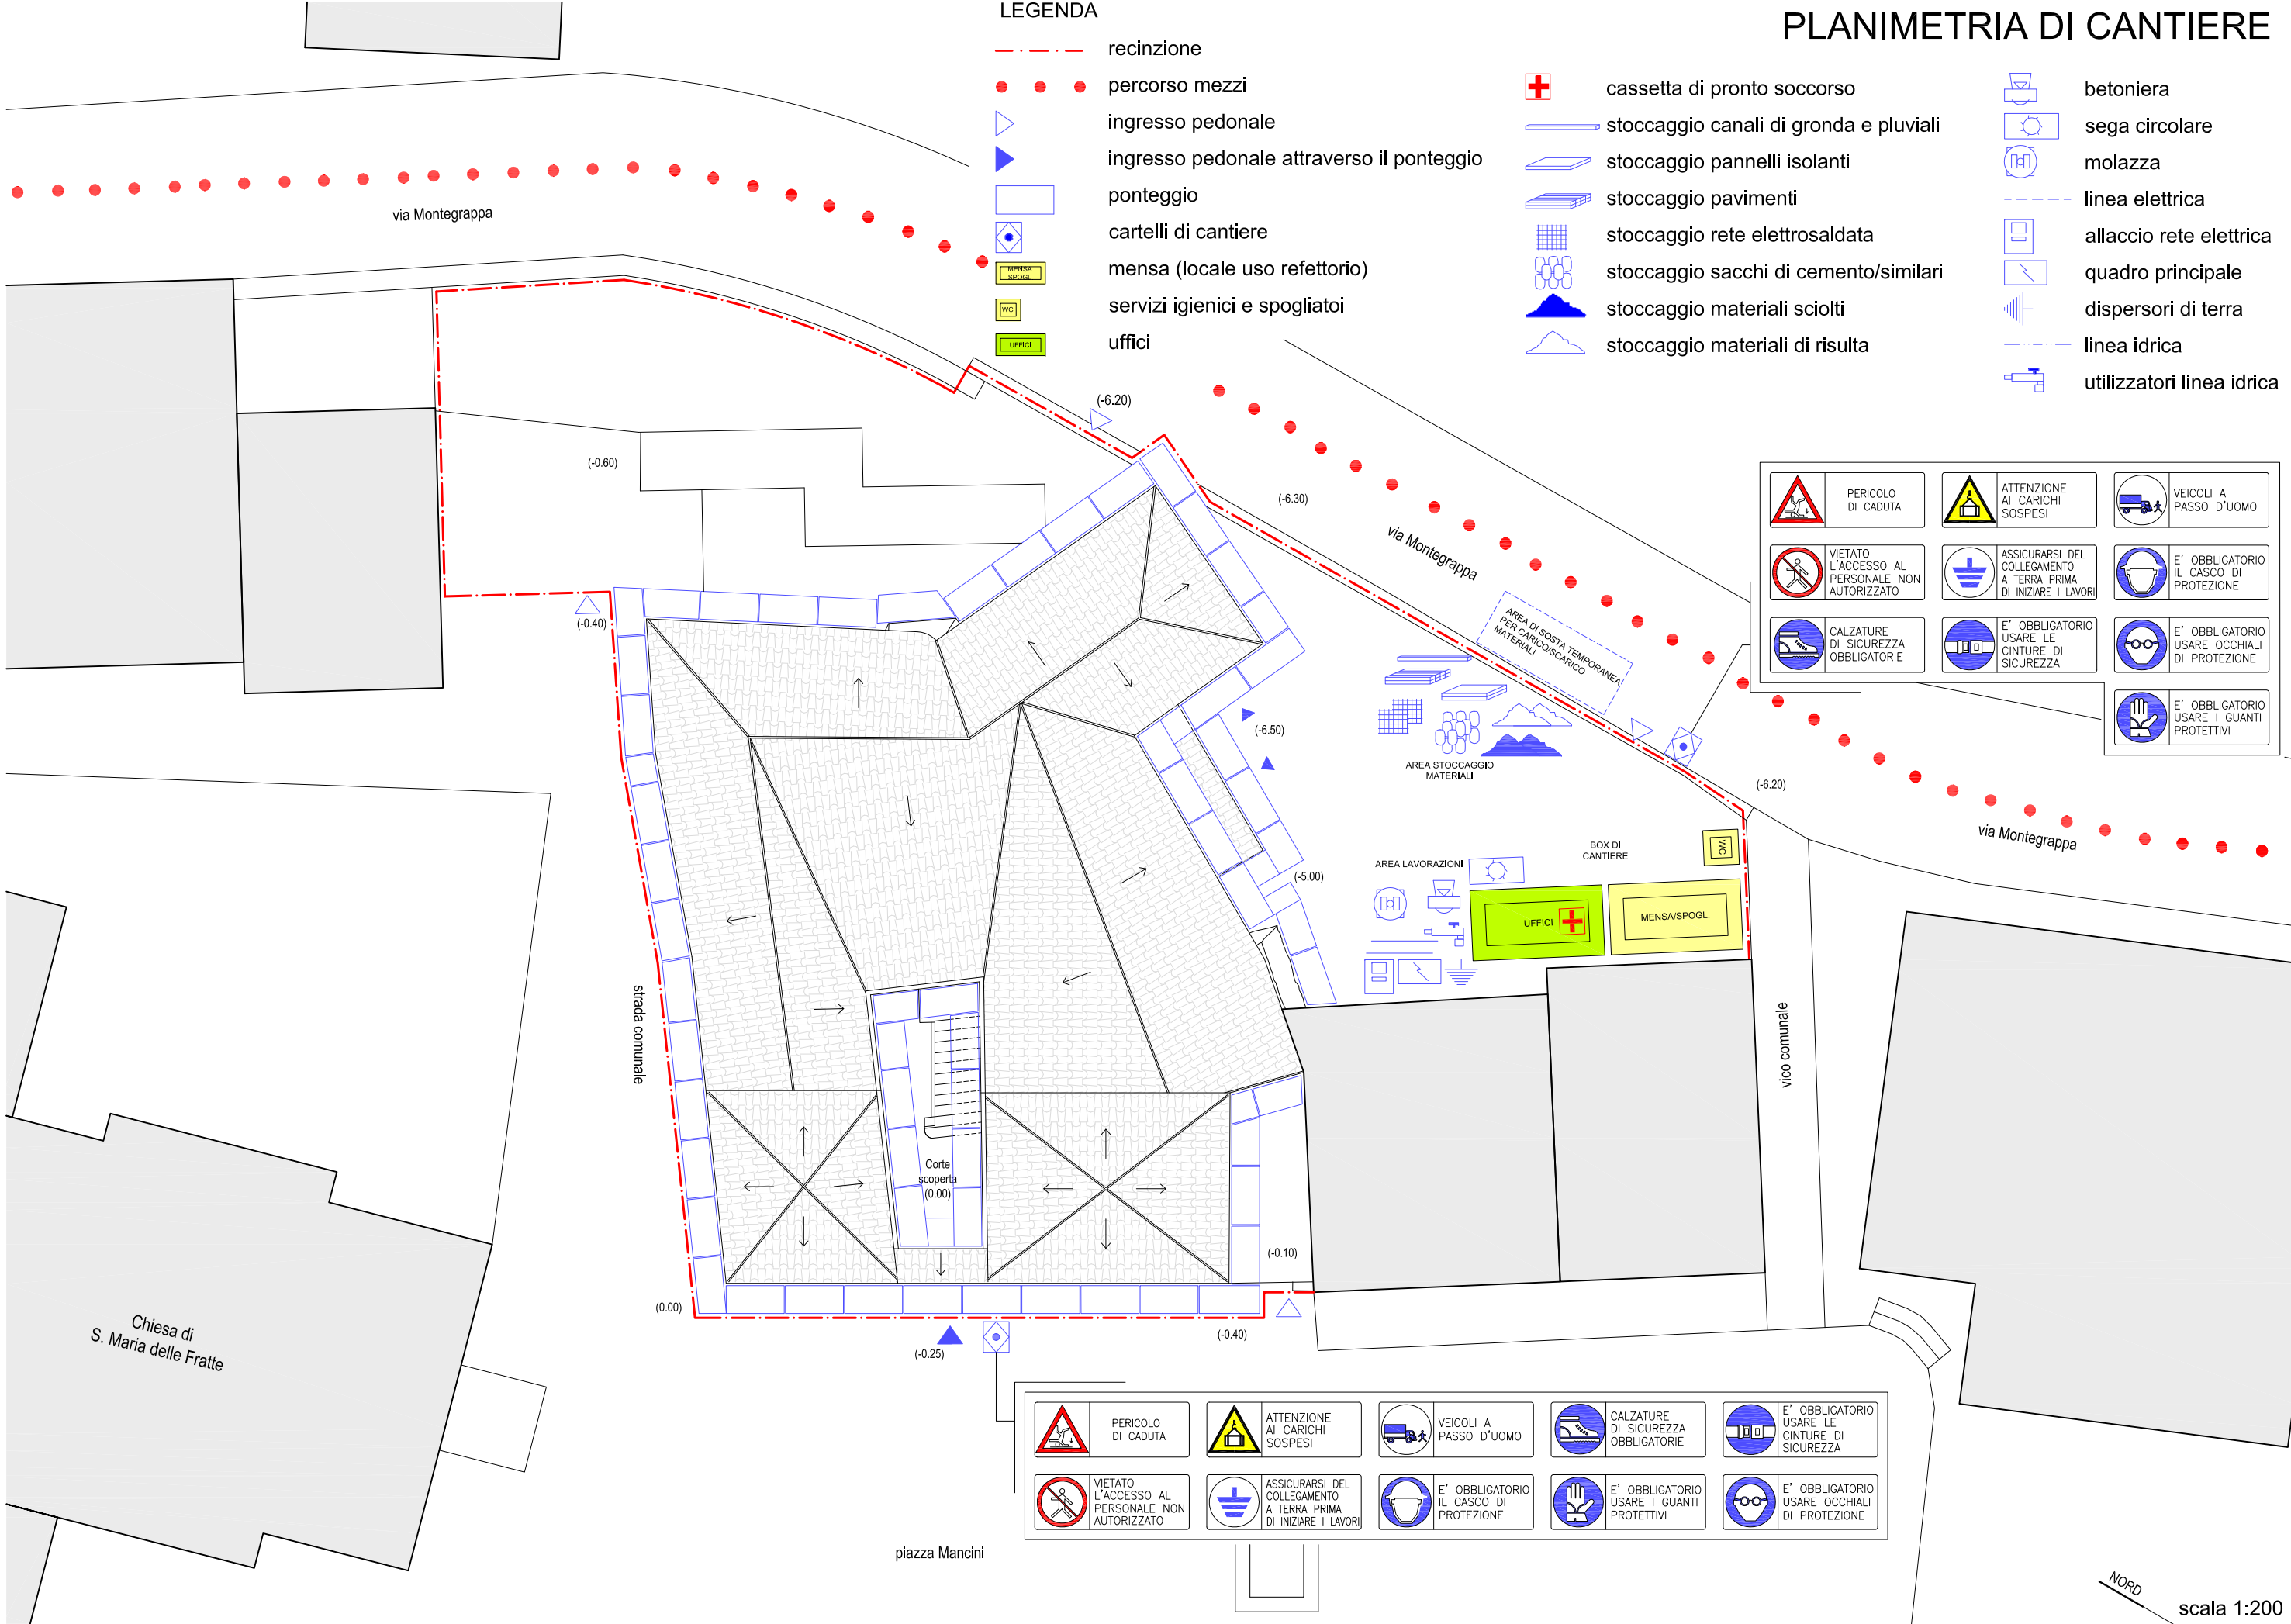 LEGENDA
PLANIMETRIA DI CANTIERE
recinzione
percorso mezzi
ingresso pedonale
ingresso pedonale attraverso il ponteggio
ponteggio
cartelli di cantiere
MENSA
SPOGL.
mensa (locale uso refettorio)
WC
servizi igienici e spogliatoi
UFFICI
uffici
cassetta di pronto soccorso
stoccaggio canali di gronda e pluviali
stoccaggio pannelli isolanti
stoccaggio pavimenti
stoccaggio rete elettrosaldata
stoccaggio sacchi di cemento/similari
stoccaggio materiali sciolti
stoccaggio materiali di risulta
betoniera
sega circolare
molazza
linea elettrica
allaccio rete elettrica
quadro principale
dispersori di terra
linea idrica
utilizzatori linea idrica
via Montegrappa
(-6.20)
(-0.60)
(-6.30)
via Montegrappa
(-0.40)
AREA DI SOSTA TEMPORANEA
PER CARICO/SCARICO
MATERIALI
(-6.50)
AREA STOCCAGGIO
MATERIALI
(-6.20)
via Montegrappa
PERICOLO
DI CADUTA
ATTENZIONE
AI CARICHI
SOSPESI
VEICOLI A
PASSO D'UOMO
VIETATO
L'ACCESSO AL
PERSONALE NON
AUTORIZZATO
ASSICURARSI DEL
COLLEGAMENTO
A TERRA PRIMA
DI INIZIARE I LAVORI
E' OBBLIGATORIO
IL CASCO DI
PROTEZIONE
CALZATURE
DI SICUREZZA
OBBLIGATORIE
E' OBBLIGATORIO
USARE LE
CINTURE DI
SICUREZZA
E' OBBLIGATORIO
USARE OCCHIALI
DI PROTEZIONE
E' OBBLIGATORIO
USARE I GUANTI
PROTETTIVI
AREA LAVORAZIONI
BOX DI
CANTIERE
WC
(-5.00)
UFFICI
MENSA/SPOGL.
strada comunale
vico comunale
Corte
scoperta
(0.00)
(-0.10)
(0.00)
(-0.40)
(-0.25)
Chiesa di
S. Maria delle Fratte
PERICOLO
DI CADUTA
ATTENZIONE
AI CARICHI
SOSPESI
VEICOLI A
PASSO D'UOMO
CALZATURE
DI SICUREZZA
OBBLIGATORIE
E' OBBLIGATORIO
USARE LE
CINTURE DI
SICUREZZA
VIETATO
L'ACCESSO AL
PERSONALE NON
AUTORIZZATO
ASSICURARSI DEL
COLLEGAMENTO
A TERRA PRIMA
DI INIZIARE I LAVORI
E' OBBLIGATORIO
IL CASCO DI
PROTEZIONE
E' OBBLIGATORIO
USARE I GUANTI
PROTETTIVI
E' OBBLIGATORIO
USARE OCCHIALI
DI PROTEZIONE
piazza Mancini
NORD
scala 1:200